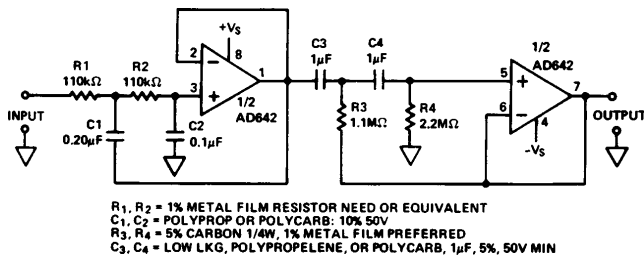 +VS
C3
1µF
C4
1µF
1/2
AD642
R1
110kΩ
R2
110kΩ
2
8
1
3
5
7
6
4
1/2
AD642
INPUT
R3
1.1MΩ
R4
2.2MΩ
OUTPUT
C1
0.20µF
C2
0.1µF
-VS
R1, R2 = 1% METAL FILM RESISTOR NEED OR EQUIVALENT
C1, C2 = POLYPROP OR POLYCARB: 10% 50V
R3, R4 = 5% CARBON 1/4W, 1% METAL FILM PREFERRED
C3, C4 = LOW LKG, POLYPROPELENE, OR POLYCARB, 1µF, 5%, 50V MIN